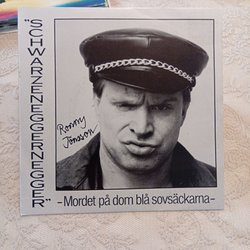 "SCHWARZENEGGERNEGGER"
Ronny
Jönsson
-Mordet på dom blå sovsäckarna-